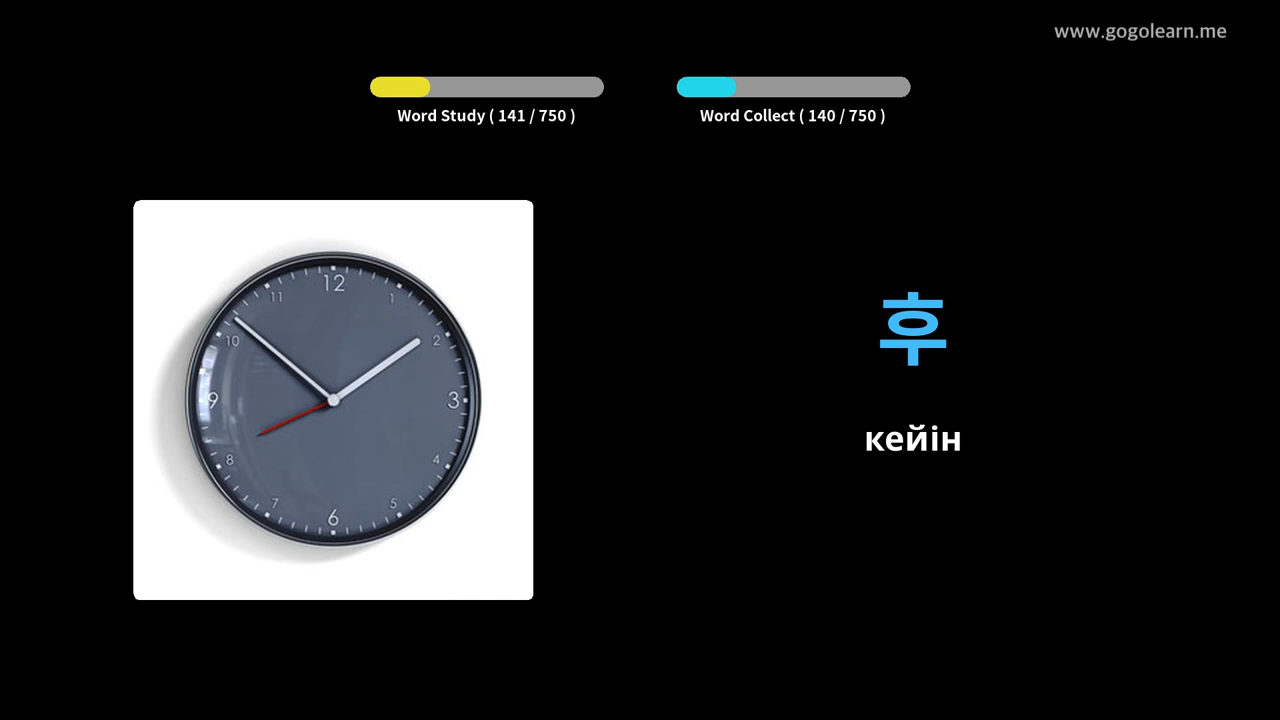 www.gogolearn.me
Word Study ( 141 / 750 )
Word Collect ( 140 / 750 )
12
11
1
10
2
9
3
8
4
7
5
6
후
кейін